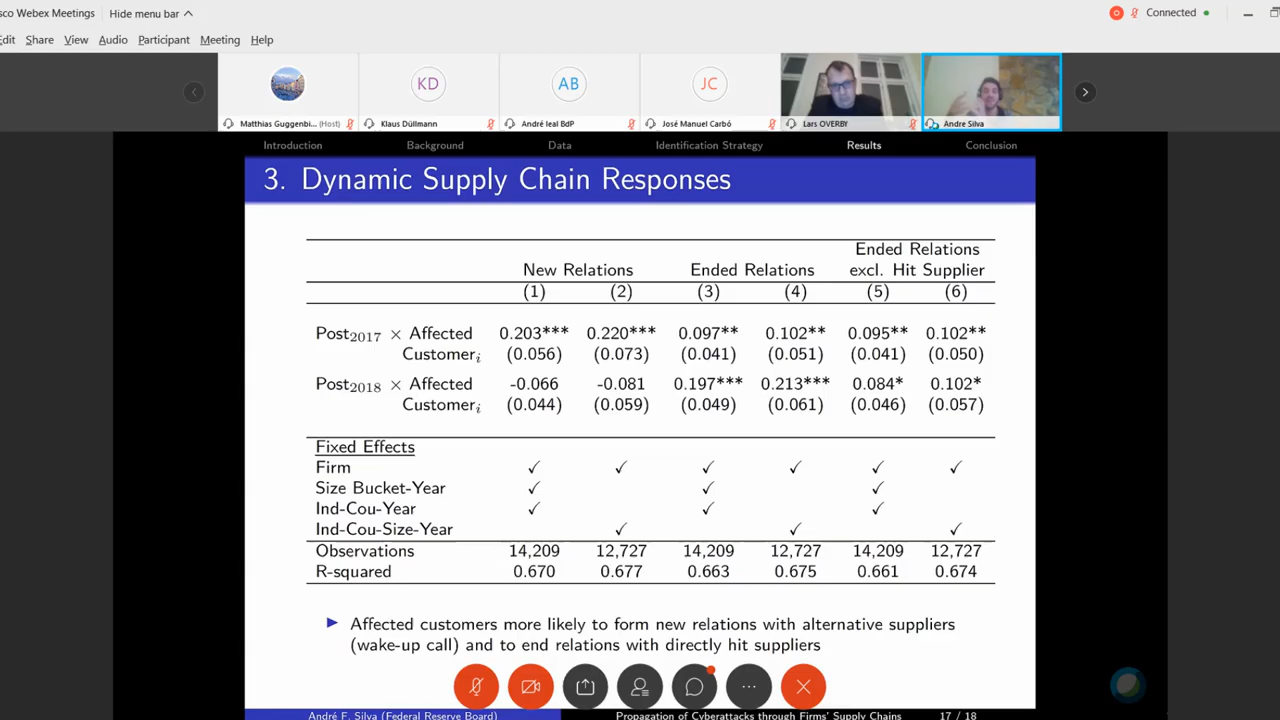 sco Webex Meetings Hide menu bar Connected
Edit Share View Audio Participant Meeting Help
KD AB JC
Matthias Guggenbi... (Host) Klaus Düllmann André leal BdP José Manuel Carbó Lars OVERBY Andre Silva
Introduction Background Data Identification Strategy Results Conclusion
3. Dynamic Supply Chain Responses
Ended Relations
New Relations Ended Relations excl. Hit Supplier
(1) (2) (3) (4) (5) (6)
Post2017 × Affected 0.203*** 0.220*** 0.097** 0.102** 0.095** 0.102**
Customeri (0.056) (0.073) (0.041) (0.051) (0.041) (0.050)
Post2018 × Affected -0.066 -0.081 0.197*** 0.213*** 0.084* 0.102*
Customeri (0.044) (0.059) (0.049) (0.061) (0.046) (0.057)
Fixed Effects
Firm ✓ ✓ ✓ ✓ ✓ ✓
Size Bucket-Year ✓ ✓ ✓
Ind-Cou-Year ✓ ✓ ✓
Ind-Cou-Size-Year ✓ ✓ ✓
Observations 14,209 12,727 14,209 12,727 14,209 12,727
R-squared 0.670 0.677 0.663 0.675 0.661 0.674
Affected customers more likely to form new relations with alternative suppliers
(wake-up call) and to end relations with directly hit suppliers
André F. Silva (Federal Reserve Board) Propagation of Cyberattacks through Firms' Supply Chains 17 / 18